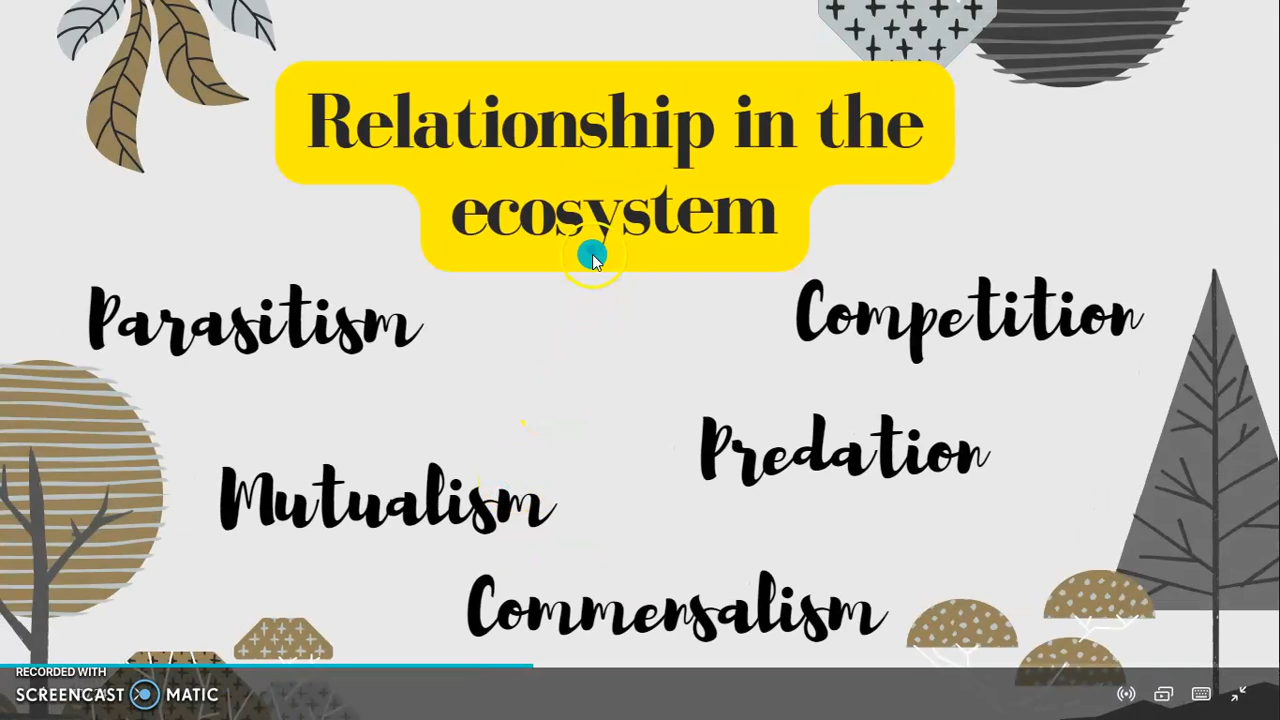 Relationship in the
ecosystem
Parasitism
Competition
Predation
Mutualism
Commensalism
RECORDED WITH
SCREENCAST MATIC